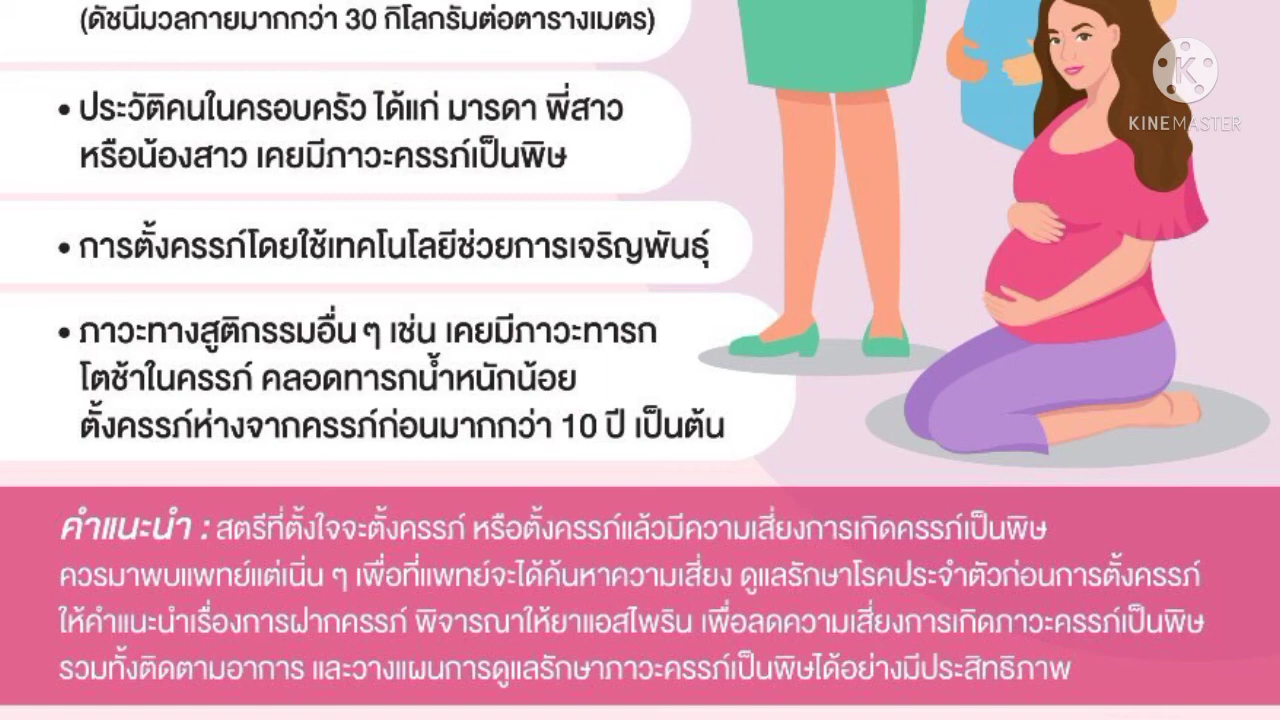 (ดัชนีมวลกายมากกว่า 30 กิโลกรัมต่อตารางเมตร)
• ประวัติคนในครอบครัว ได้แก่ มารดา พี่สาว
หรือน้องสาว เคยมีภาวะครรภ์เป็นพิษ
• การตั้งครรภ์โดยใช้เทคโนโลยีช่วยการเจริญพันธุ์
• ภาวะทางสูติกรรมอื่น ๆ เช่น เคยมีภาวะทารก
โตช้าในครรภ์ คลอดทารกน้ำหนักน้อย
ตั้งครรภ์ห่างจากครรภ์ก่อนมากกว่า 10 ปี เป็นต้น
คำแนะนำ : สตรีที่ตั้งใจจะตั้งครรภ์ หรือตั้งครรภ์แล้วมีความเสี่ยงการเกิดครรภ์เป็นพิษ
ควรมาพบแพทย์แต่เนิ่น ๆ เพื่อที่แพทย์จะได้ค้นหาความเสี่ยง ดูแลรักษาโรคประจำตัวก่อนการตั้งครรภ์
ให้คำแนะนำเรื่องการฝากครรภ์ พิจารณาให้ยาแอสไพริน เพื่อลดความเสี่ยงการเกิดภาวะครรภ์เป็นพิษ
รวมทั้งติดตามอาการ และวางแผนการดูแลรักษาภาวะครรภ์เป็นพิษได้อย่างมีประสิทธิภาพ
K
KINEMASTER